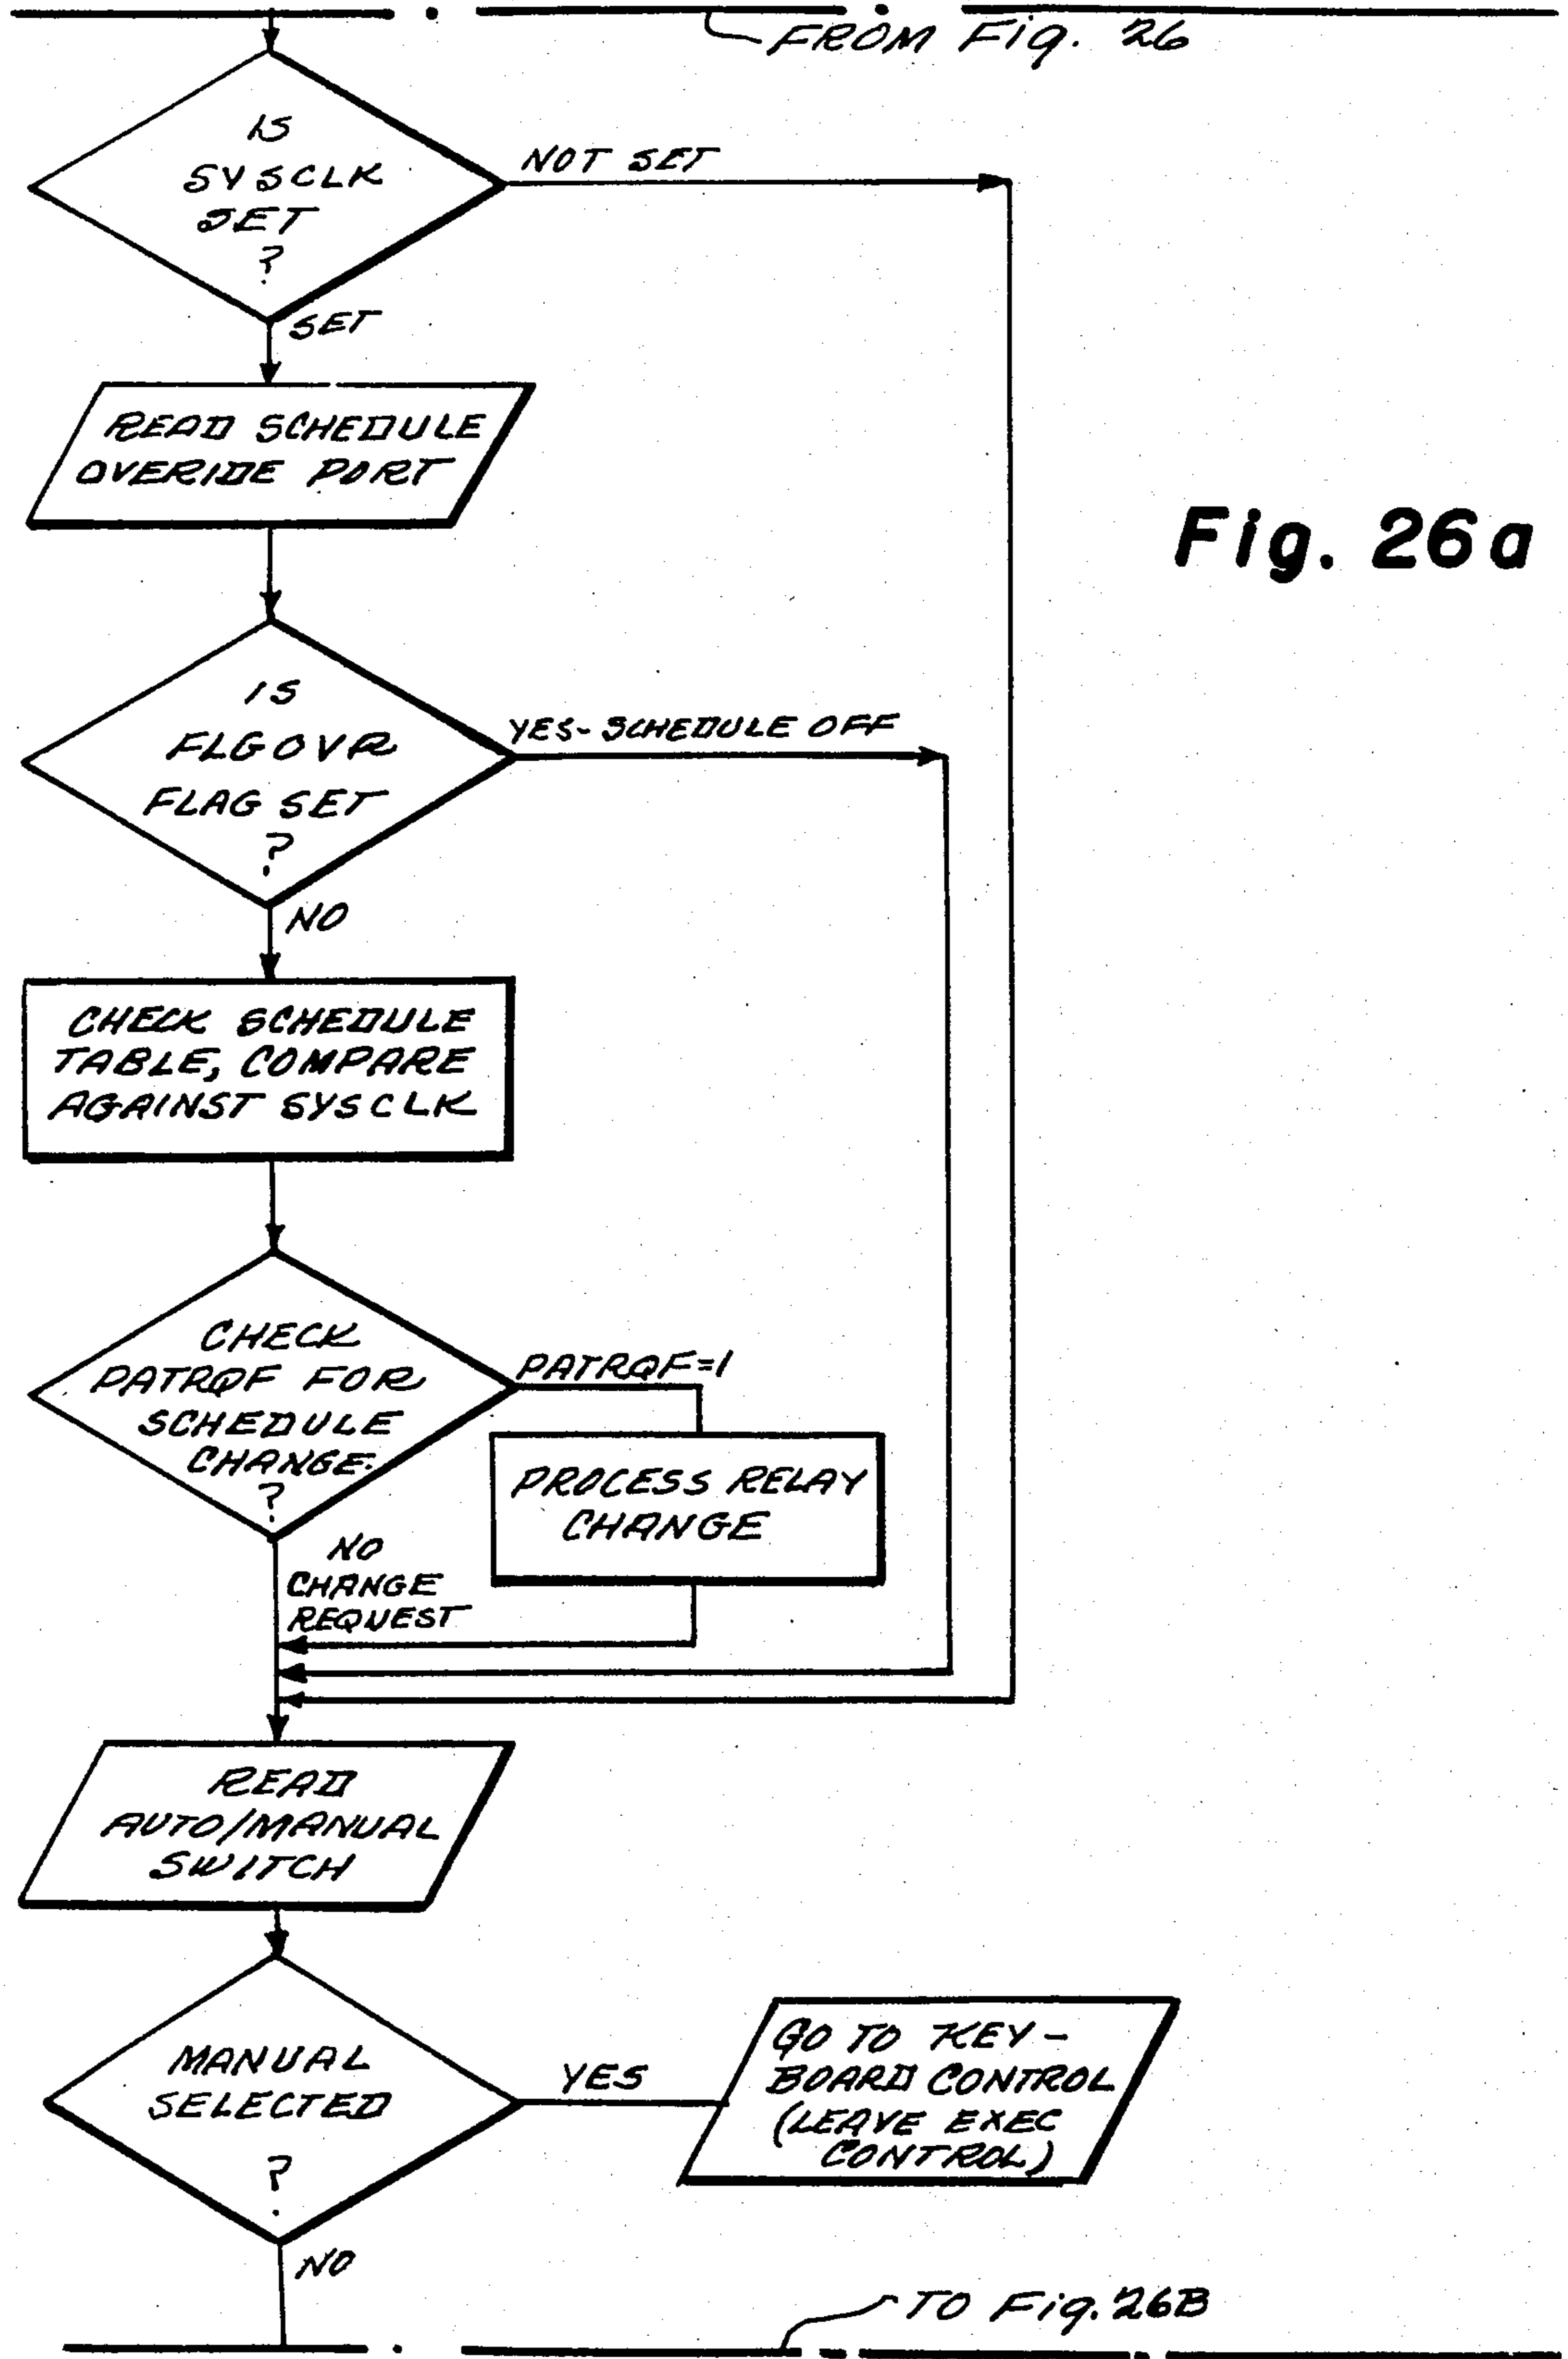 FROM Fig. 26
IS
SYSCLK
SET
?
NOT SET
SET
READ SCHEDULE
OVERIDE PORT
Fig. 26a
IS
FLGOVR
FLAG SET
?
YES-SCHEDULE OFF
NO
CHECK SCHEDULE
TABLE, COMPARE
AGAINST SYSCLK
CHECK
PATRQF FOR
SCHEDULE
CHANGE
?
PATRQF=1
PROCESS RELAY
CHANGE
NO
CHANGE
REQUEST
READ
AUTO/MANUAL
SWITCH
MANUAL
SELECTED
?
YES
GO TO KEY-
BOARD CONTROL
(LEAVE EXEC
CONTROL)
NO
TO Fig. 26B